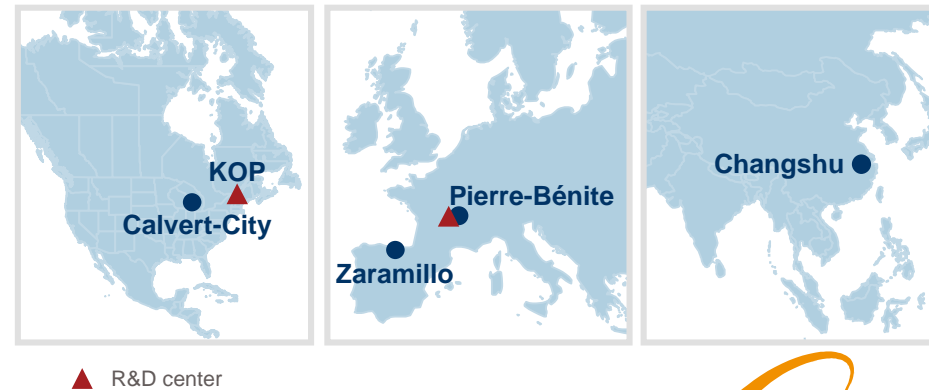 KOP
Calvert-City
Pierre-Bénite
Zaramillo
Changshu
R&D center